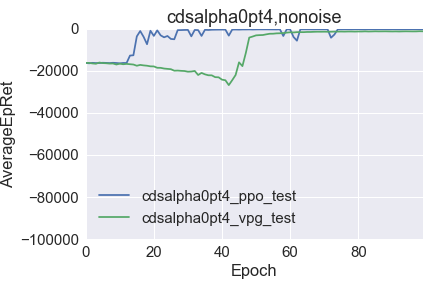 cdsalpha0pt4,nonoise
AverageEpRet
0
−20000
−40000
−60000
−80000
−100000
cdsalpha0pt4_ppo_test
cdsalpha0pt4_vpg_test
0 20 40 60 80
Epoch